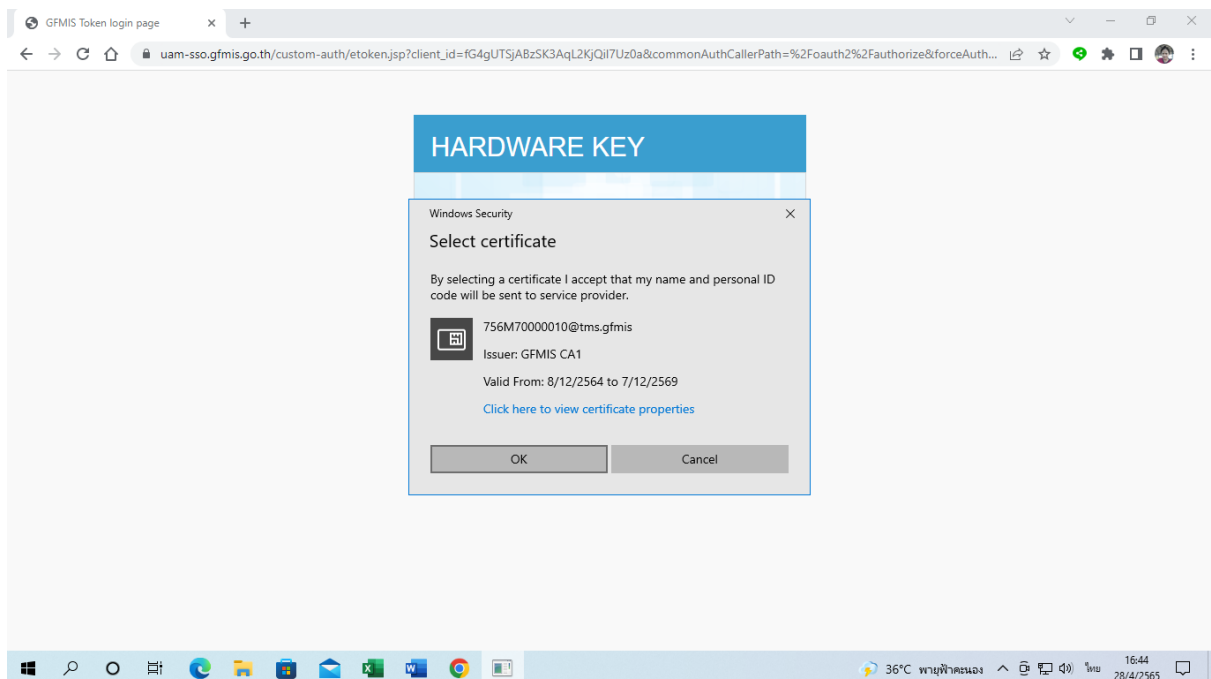 GFMIS Token login page
uam-sso.gfmis.go.th/custom-auth/etoken.jsp?client_id=fG4gUTSjABzSK3AqL2KjQiI7Uz0a&commonAuthCallerPath=%2Foauth2%2Fauthorize&forceAuth...
HARDWARE KEY
Windows Security
Select certificate
By selecting a certificate I accept that my name and personal ID
code will be sent to service provider.
756M70000010@tms.gfmis
Issuer: GFMIS CA1
Valid From: 8/12/2564 to 7/12/2569
Click here to view certificate properties
OK Cancel
36°C พายุฟ้าคะนอง ไทย 16:44
28/4/2565